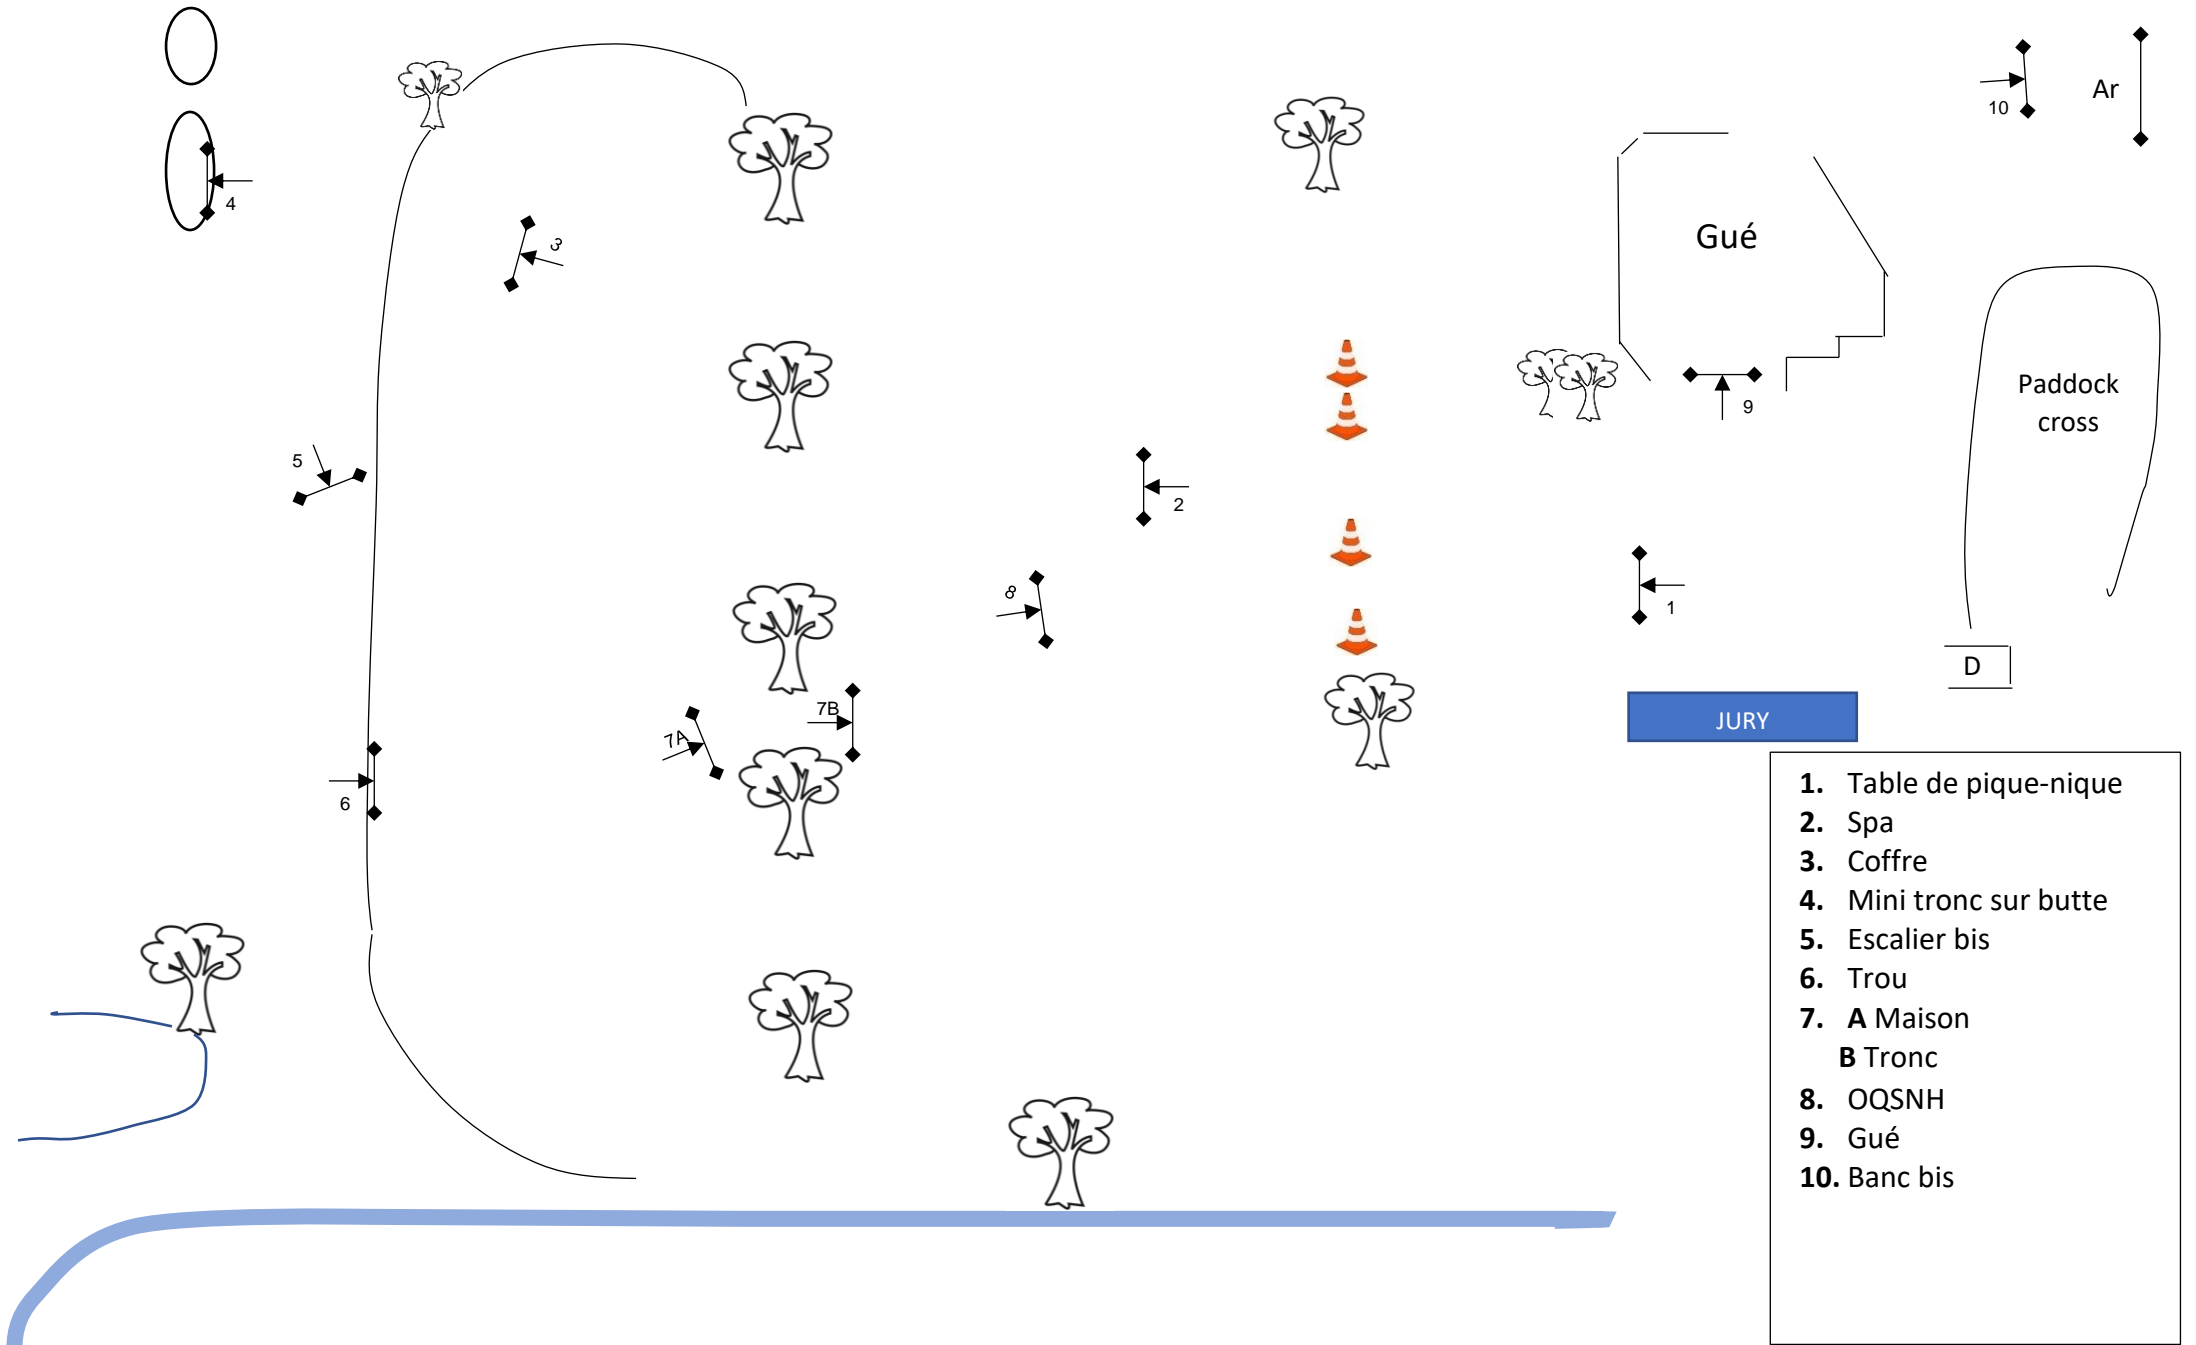 10
Ar
4
3
Gué
Paddock
cross
9
5
2
8
1
D
7B
JURY
7A
6
1. Table de pique-nique
2. Spa
3. Coffre
4. Mini tronc sur butte
5. Escalier bis
6. Trou
7. A Maison
B Tronc
8. OQSNH
9. Gué
10. Banc bis